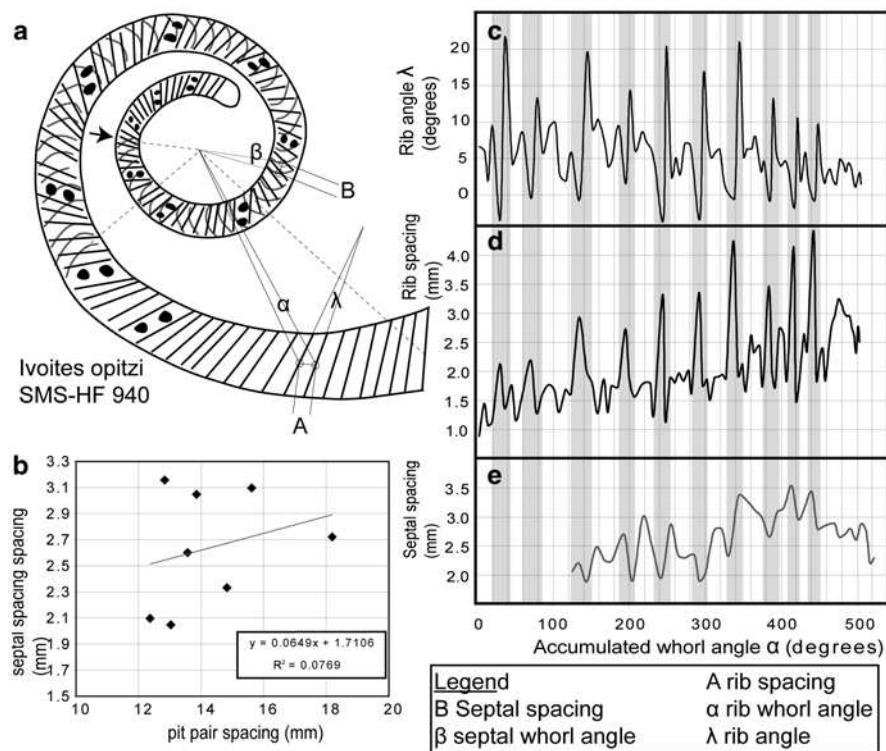 a
β
B
α
λ
A
Ivoites opitzi
SMS-HF 940
b
septal spacing spacing
(mm)
3.3
3.1
2.9
2.7
2.5
2.3
2.1
1.9
1.7
1.5
y = 0.0649x + 1.7106
R² = 0.0769
10 12 14 16 18 20
pit pair spacing (mm)
c
Rib angle λ
(degrees)
20
15
10
5
0
d
Rib spacing
(mm)
4.0
3.5
3.0
2.5
2.0
1.5
1.0
e
Septal spacing
(mm)
3.5
3.0
2.5
2.0
0 100 200 300 400 500
Accumulated whorl angle α (degrees)
Legend
B Septal spacing
β septal whorl angle
A rib spacing
α rib whorl angle
λ rib angle